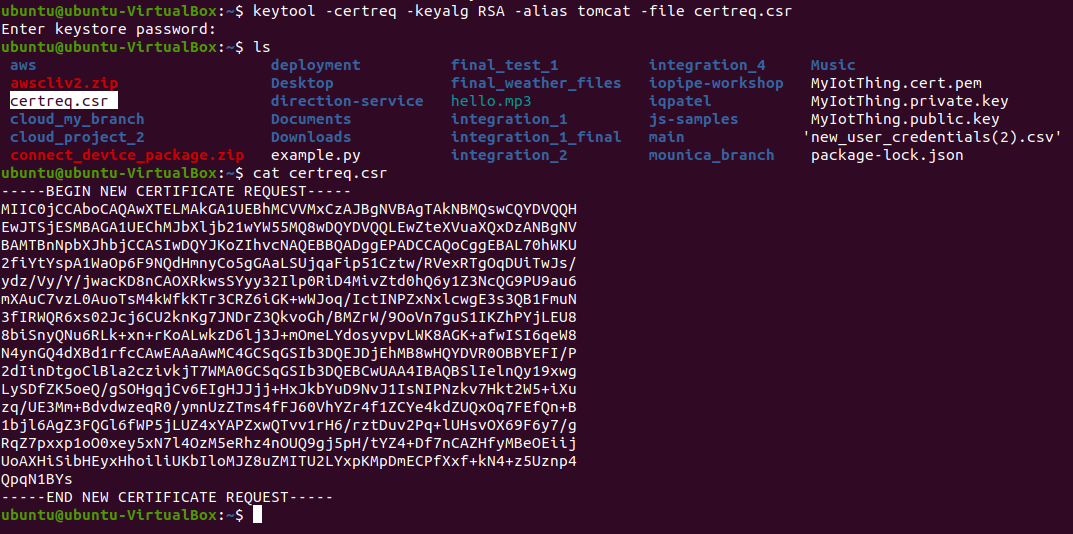 ubuntu@ubuntu-VirtualBox:~$ keytool -certreq -keyalg RSA -alias tomcat -file certreq.csr
Enter keystore password:
ubuntu@ubuntu-VirtualBox:~$ ls
aws deployment final_test_1 integration_4 Music
awscliv2.zip Desktop final_weather_files iopipe-workshop MyIotThing.cert.pem
certreq.csr direction-service hello.mp3 iqpatel MyIotThing.private.key
cloud_my_branch Documents integration_1 js-samples MyIotThing.public.key
cloud_project_2 Downloads integration_1_final main 'new_user_credentials(2).csv'
connect_device_package.zip example.py integration_2 mounica_branch package-lock.json
ubuntu@ubuntu-VirtualBox:~$ cat certreq.csr
-----BEGIN NEW CERTIFICATE REQUEST-----
MIIC0jCCAboCAQAwXTELMAkGA1UEBhMCVVMxCzAJBgNVBAgTAkNBMQswCQYDVQQH
EwJTSjESMBAGA1UEChMJbXljb21wYW55MQ8wDQYDVQQLEwZteXVuaXQxDzANBgNV
BAMTBnNpbXJhbjCCASIwDQYJKoZIhvcNAQEBBQADggEPADCCAQoCggEBAL70hWKU
2fiYtYspA1WaOp6F9NQdHmnyCo5gGAaLSUjqaFip51Cztw/RVexRTgOqDUiTwJs/
ydz/Vy/Y/jwacKD8nCAOXRkwsSYyy32Ilp0RiD4MivZtd0hQ6y1Z3NcQG9PU9au6
mXAuC7vzL0AuoTsM4kWfkKTr3CRZ6iGK+wWJoq/IctINPZxNxlcwgE3s3QB1FmuN
3fIRWQR6xs02Jcj6CU2knKg7JNDrZ3QkvoGh/BMZrW/9OoVn7guS1IKZhPYjLEU8
8biSnyQNu6RLk+xn+rKoALwkzD6lj3J+mOmeLYdosyvpvLWK8AGK+afwISI6qeW8
N4ynGQ4dXBd1rfcCAwEAAaAwMC4GCSqGSIb3DQEJDjEhMB8wHQYDVR0OBBYEFI/P
2dIinDtgoClBla2czivkjT7WMA0GCSqGSIb3DQEBCwUAA4IBAQBSlIelnQy19xwg
LySDfZK5oeQ/gSOHgqjCv6EIgHJJjj+HxJkbYuD9NvJ1IsNIPNzkv7Hkt2W5+iXu
zq/UE3Mm+BdvdwzeqR0/ymnUzZTms4fFJ60VhYZr4f1ZCYe4kdZUQxOq7FEfQn+B
1bjl6AgZ3FQGl6fWP5jLUZ4xYAPZxwQTvv1rH6/rztDuv2Pq+lUHsvOX69F6y7/g
RqZ7pxxp1oO0xey5xN7l4OzM5eRhz4nOUQ9gj5pH/tYZ4+Df7nCAZHfyMBeOEiij
UoAXHiSibHEyxHhoiliUKbIloMJZ8uZMITU2LYxpKMpDmECPfXxf+kN4+z5Uznp4
QpqN1BYs
-----END NEW CERTIFICATE REQUEST-----
ubuntu@ubuntu-VirtualBox:~$